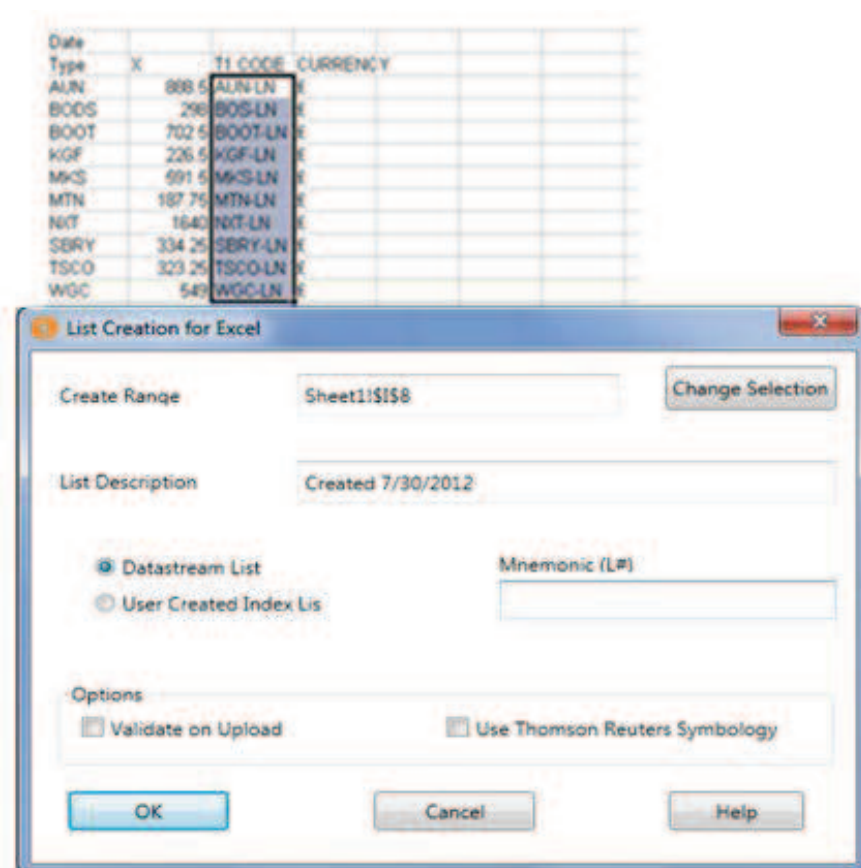 Date
Type X T1 CODE CURRENCY
AUN 888.5 AUN-LN £
BODS 298 BOS-LN £
BOOT 702.5 BOOT-LN £
KGF 226.5 KGF-LN £
MKS 691.5 MKS-LN £
MTN 187.75 MTN-LN £
NXT 1640 NXT-LN £
SBRY 334.25 SBRY-LN £
TSCO 323.25 TSCO-LN £
WGC 549 WGC-LN £
List Creation for Excel
Create Range Sheet1!$I$8 Change Selection
List Description Created 7/30/2012
Datastream List Mnemonic (L#)
User Created Index Lis
Options
Validate on Upload Use Thomson Reuters Symbology
OK Cancel Help